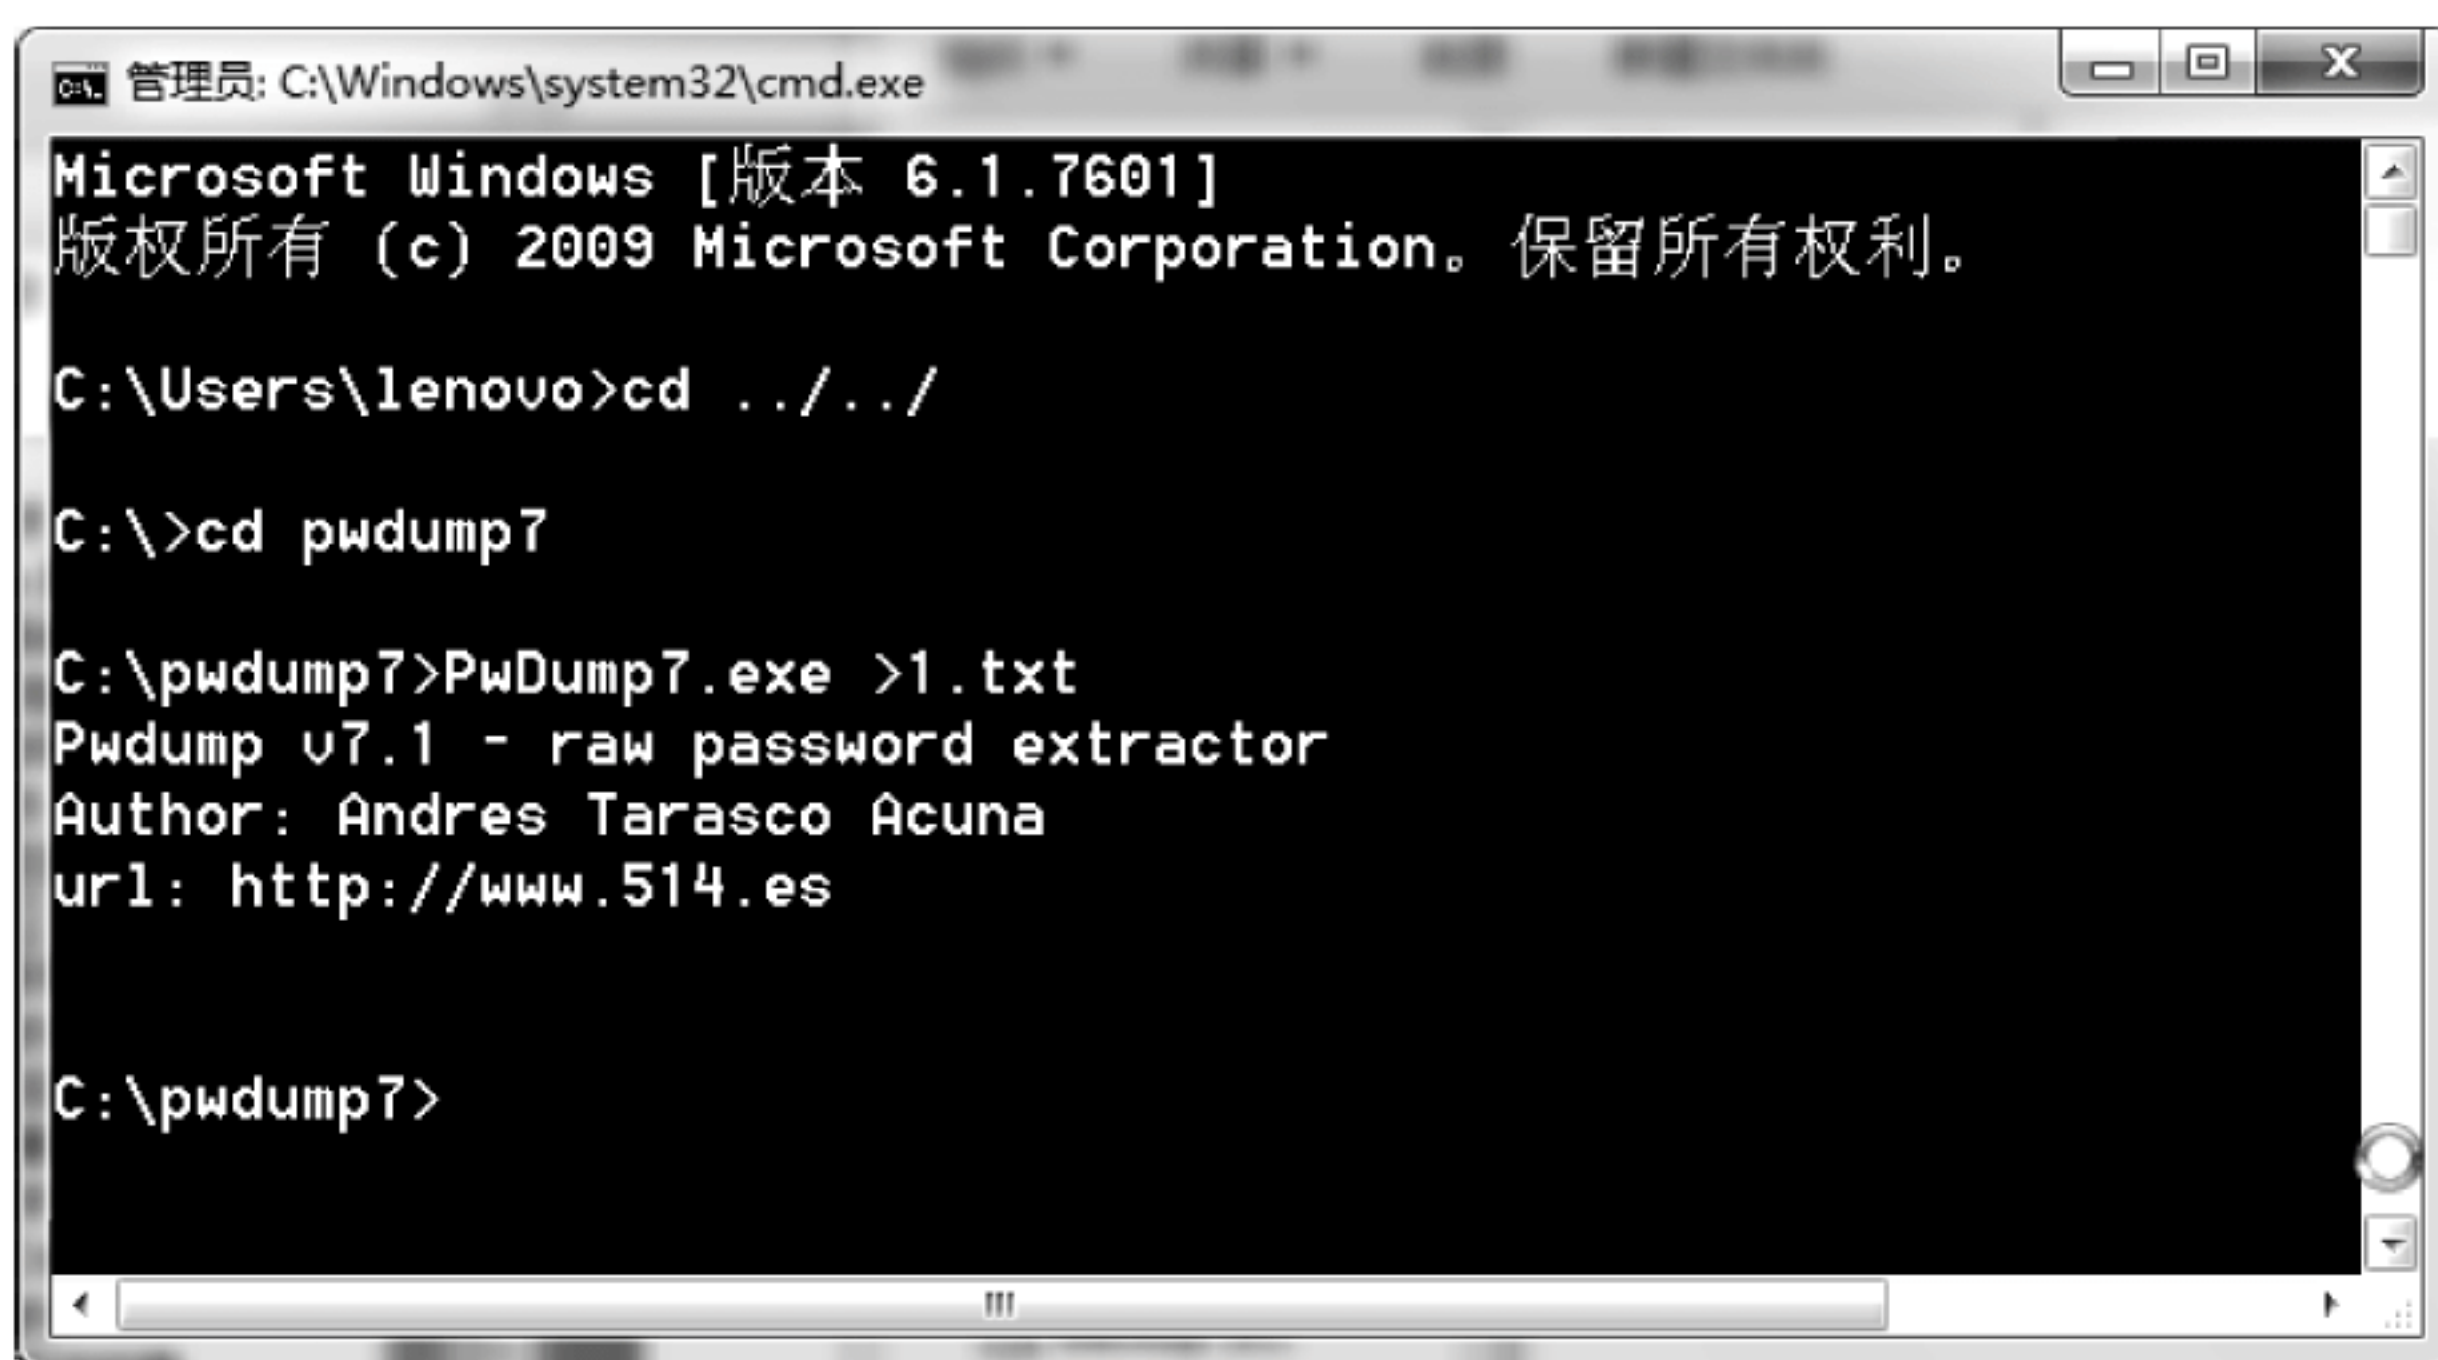 管理员: C:\Windows\system32\cmd.exe
Microsoft Windows [版本 6.1.7601]
版权所有 (c) 2009 Microsoft Corporation。保留所有权利。
C:\Users\lenovo>cd ../../
C:\>cd pwdump7
C:\pwdump7>PwDump7.exe >1.txt
Pwdump v7.1 - raw password extractor
Author: Andres Tarasco Acuna
url: http://www.514.es
C:\pwdump7>